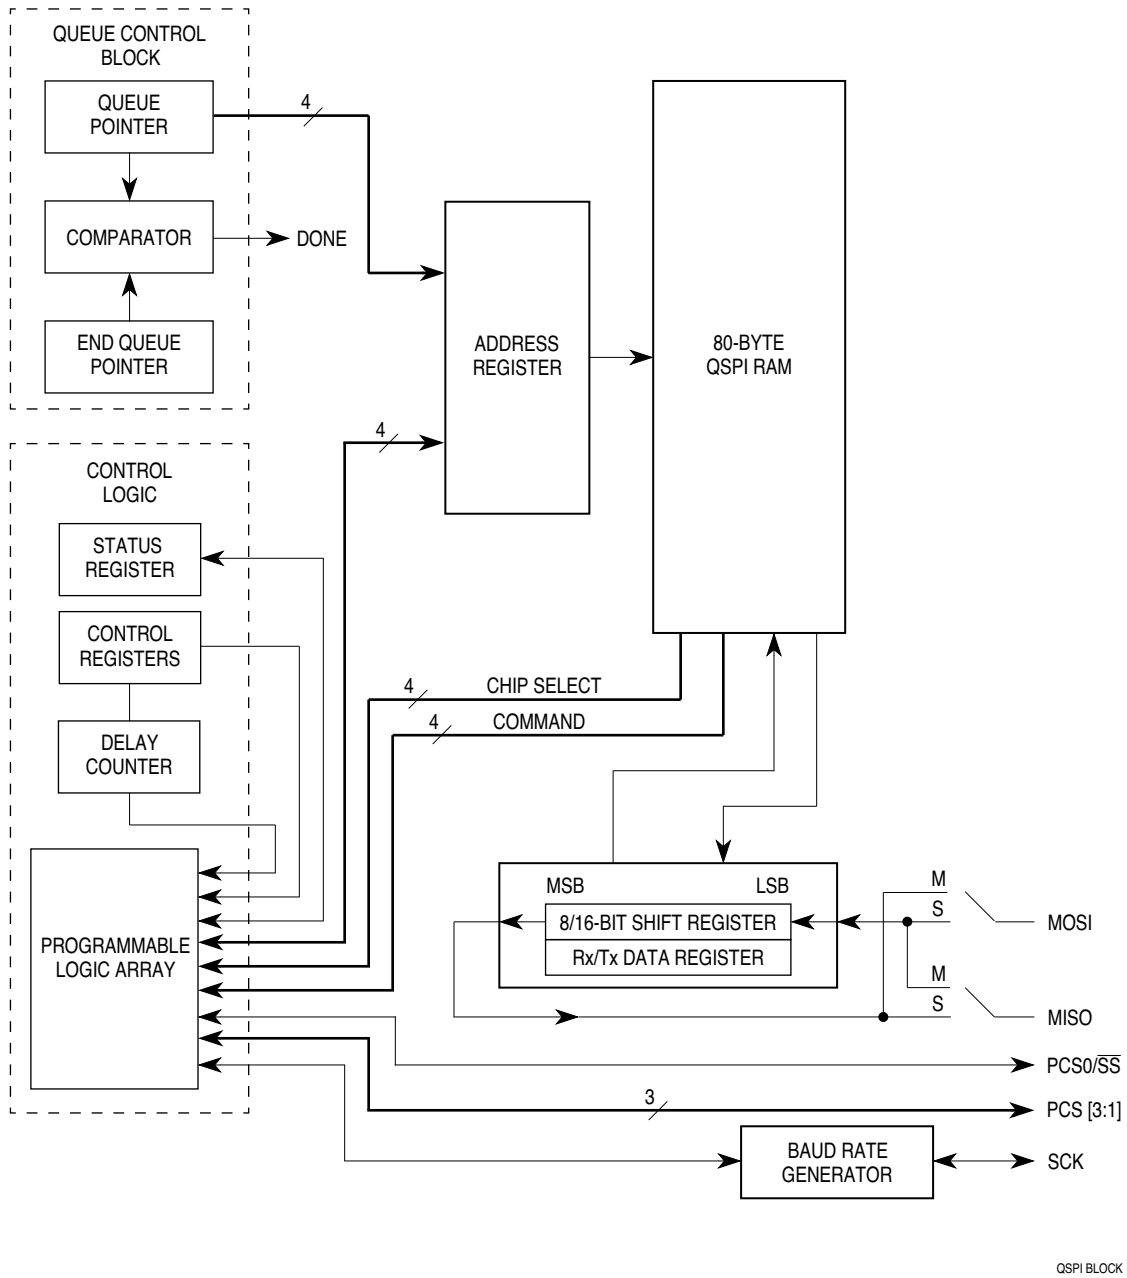 QUEUE CONTROL
BLOCK
QUEUE
POINTER
4
COMPARATOR
DONE
END QUEUE
POINTER
ADDRESS
REGISTER
80-BYTE
QSPI RAM
4
CONTROL
LOGIC
STATUS
REGISTER
CONTROL
REGISTERS
DELAY
COUNTER
4
CHIP SELECT
4
COMMAND
PROGRAMMABLE
LOGIC ARRAY
MSB
LSB
8/16-BIT SHIFT REGISTER
Rx/Tx DATA REGISTER
M
S
MOSI
M
S
MISO
PCS0/S̅S̅
3
PCS [3:1]
BAUD RATE
GENERATOR
SCK
QSPI BLOCK